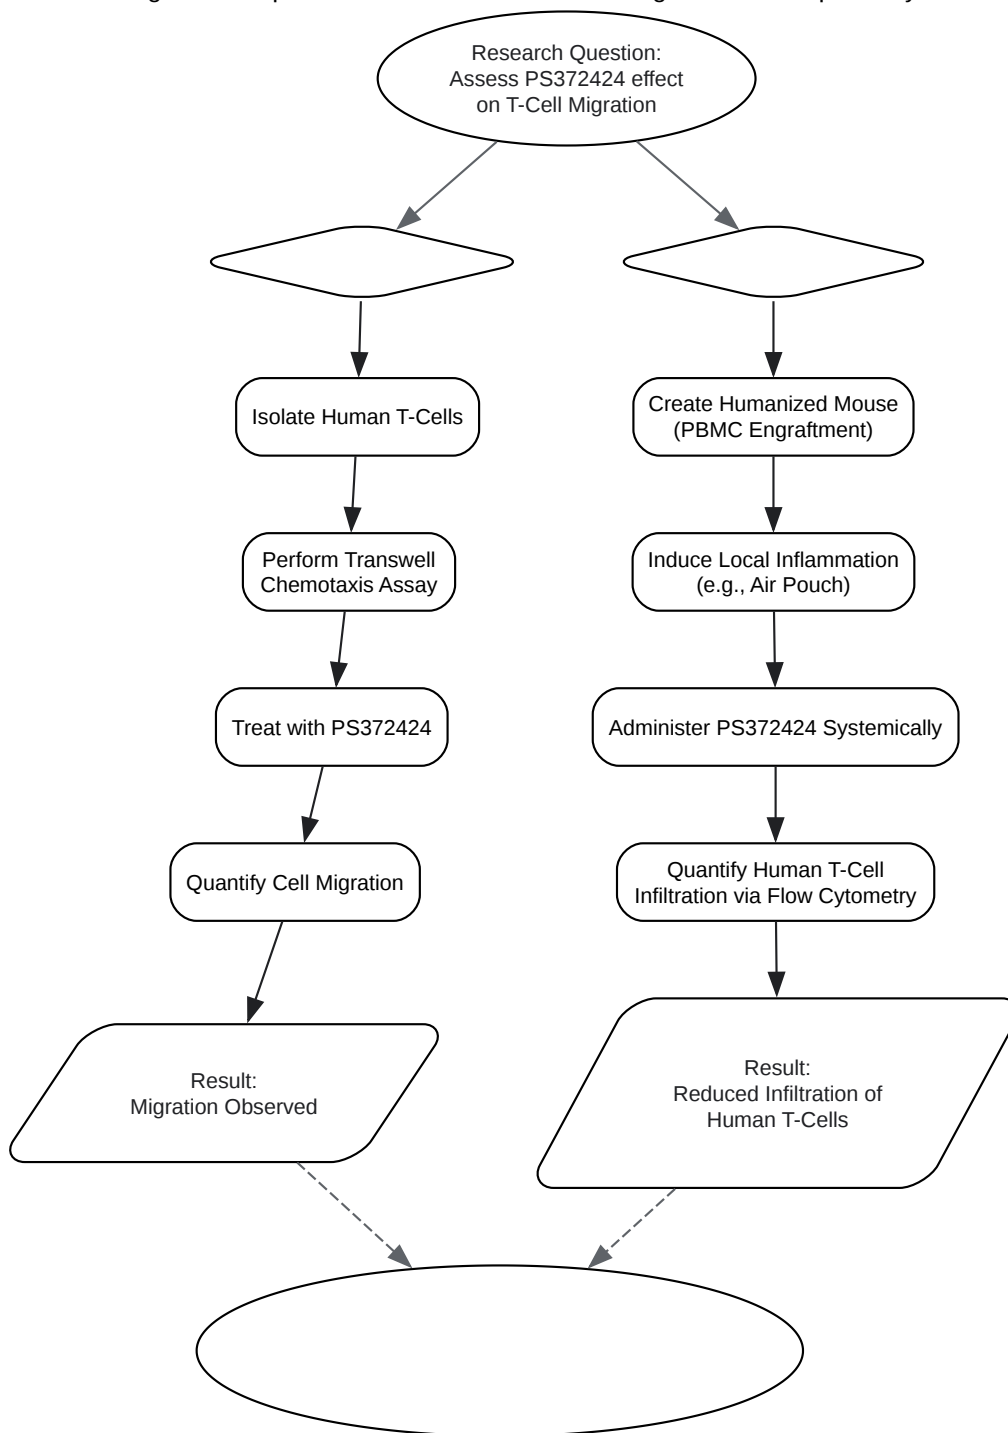 Research Question:
Assess PS372424 effect
on T-Cell Migration
Isolate Human T-Cells
Create Humanized Mouse
(PBMC Engraftment)
Perform Transwell
Chemotaxis Assay
Induce Local Inflammation
(e.g., Air Pouch)
Treat with PS372424
Administer PS372424 Systemically
Quantify Cell Migration
Quantify Human T-Cell
Infiltration via Flow Cytometry
Result:
Migration Observed
Result:
Reduced Infiltration of
Human T-Cells